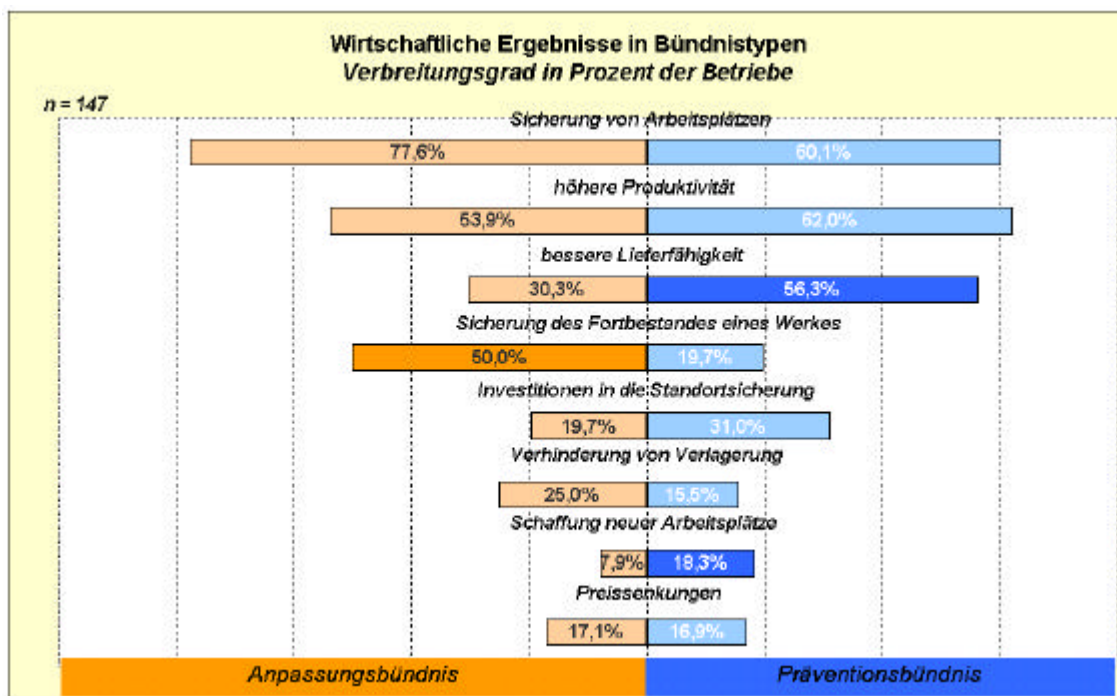 Wirtschaftliche Ergebnisse in Bündnistypen
Verbreitungsgrad in Prozent der Betriebe
n = 147
Sicherung von Arbeitsplätzen
77,6% 60,1%
höhere Produktivität
53,9% 62,0%
bessere Lieferfähigkeit
30,3% 56,3%
Sicherung des Fortbestandes eines Werkes
50,0% 19,7%
Investitionen in die Standortsicherung
19,7% 31,0%
Verhinderung von Verlagerung
25,0% 15,5%
Schaffung neuer Arbeitsplätze
7,9% 18,3%
Preissenkungen
17,1% 16,9%
Anpassungsbündnis Präventionsbündnis